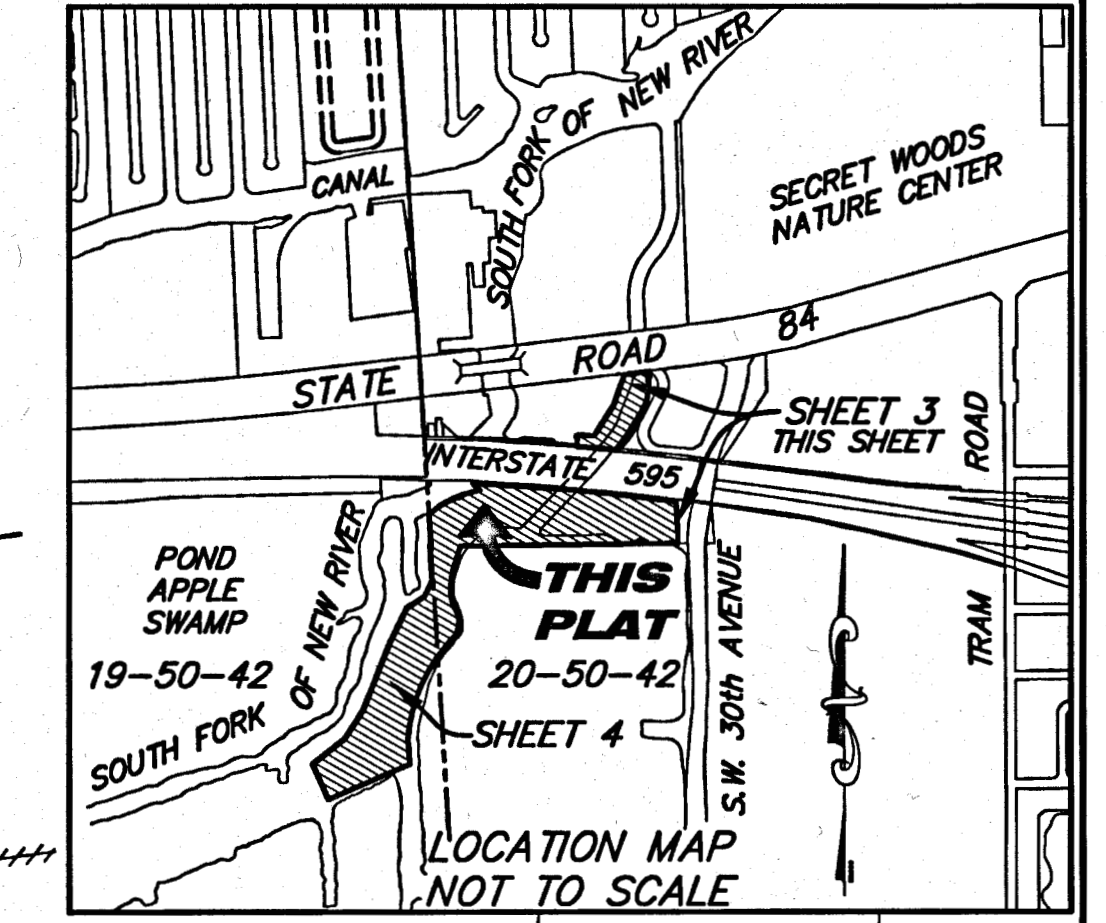 SOUTH FORK OF NEW RIVER
CANAL
SECRET WOODS
NATURE CENTER
STATE ROAD 84
SHEET 3
THIS SHEET
INTERSTATE 595
TRAM ROAD
POND
APPLE
SWAMP
19-50-42
SOUTH FORK OF NEW RIVER
THIS
PLAT
20-50-42
SHEET 4
S.W. 30th AVENUE
LOCATION MAP
NOT TO SCALE